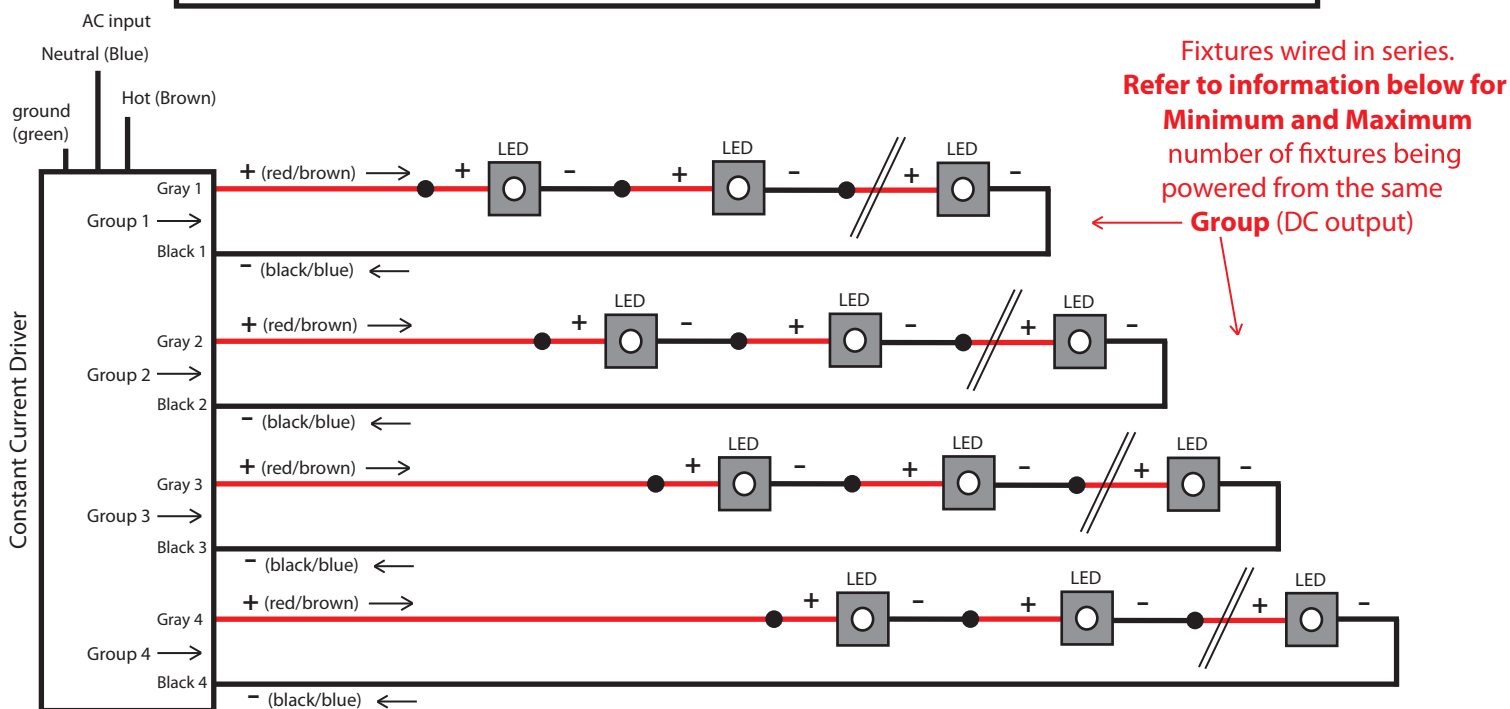 AC input
Neutral (Blue)
Hot (Brown)
ground
(green)
Fixtures wired in series.
Refer to information below for
Minimum and Maximum
number of fixtures being
powered from the same
Group (DC output)
Constant Current Driver
Gray 1
+ (red/brown)
LED
LED
LED
+ - + - + -
Group 1
Black 1
- (black/blue)
Gray 2
+ (red/brown)
LED
LED
LED
+ - + - + -
Group 2
Black 2
- (black/blue)
Gray 3
+ (red/brown)
LED
LED
LED
+ - + - + -
Group 3
Black 3
- (black/blue)
Gray 4
+ (red/brown)
LED
LED
LED
+ - + - + -
Group 4
Black 4
- (black/blue)